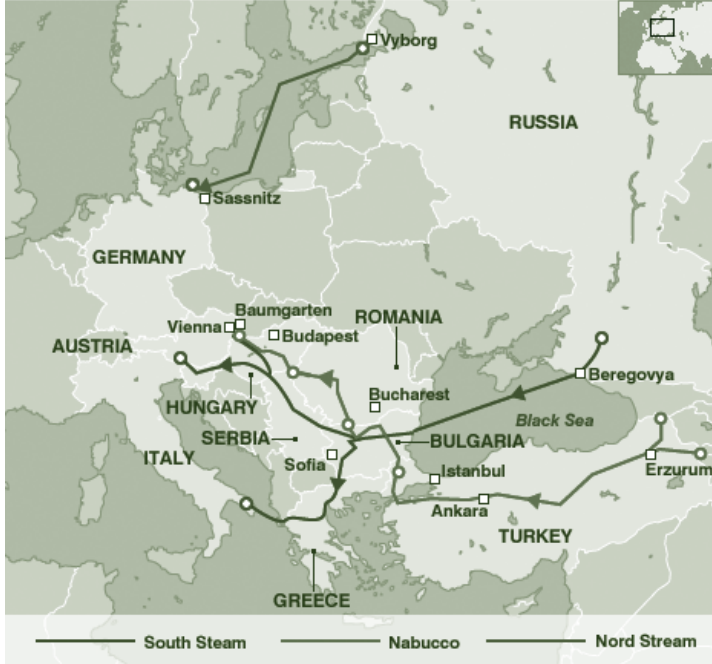 Vyborg
RUSSIA
Sassnitz
GERMANY
Baumgarten
ROMANIA
Vienna
Budapest
AUSTRIA
Beregovya
HUNGARY
Bucharest
Black Sea
SERBIA
BULGARIA
ITALY
Sofia
Istanbul
Erzurum
Ankara
TURKEY
GREECE
South Steam
Nabucco
Nord Stream